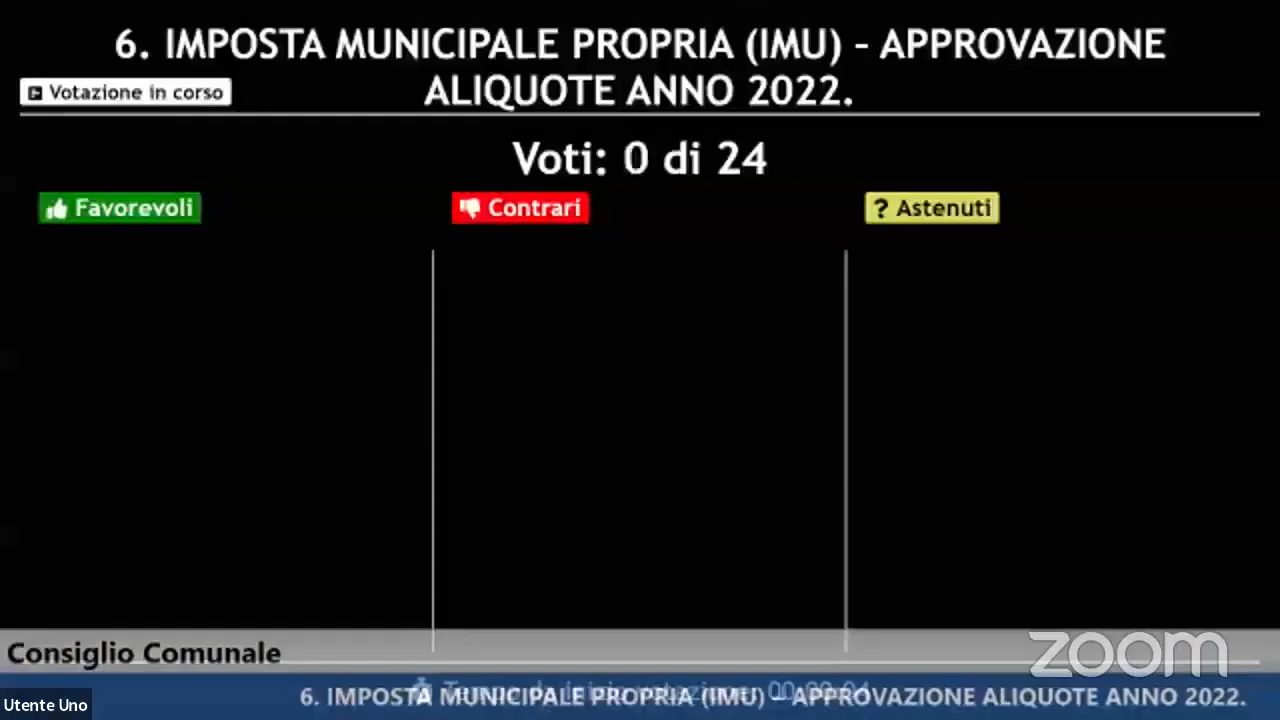 6. IMPOSTA MUNICIPALE PROPRIA (IMU) – APPROVAZIONE
ALIQUOTE ANNO 2022.
Votazione in corso
Voti: 0 di 24
Favorevoli
Contrari
? Astenuti
Consiglio Comunale
zoom
6. IMPOSTA MUNICIPALE PROPRIA (IMU) – APPROVAZIONE ALIQUOTE ANNO 2022.
Utente Uno